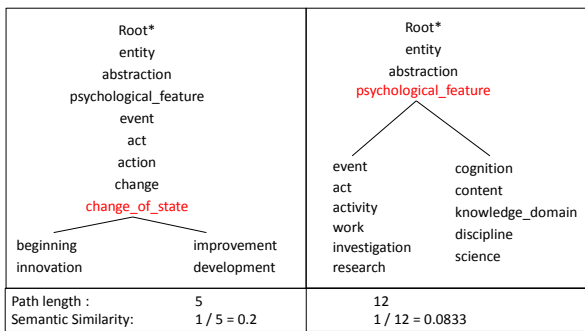 Root*
entity
abstraction
psychological_feature
event
act
action
change
change_of_state
beginning
innovation
improvement
development
Root*
entity
abstraction
psychological_feature
event
act
activity
work
investigation
research
cognition
content
knowledge_domain
discipline
science
Path length : 5 12
Semantic Similarity: 1 / 5 = 0.2 1 / 12 = 0.0833